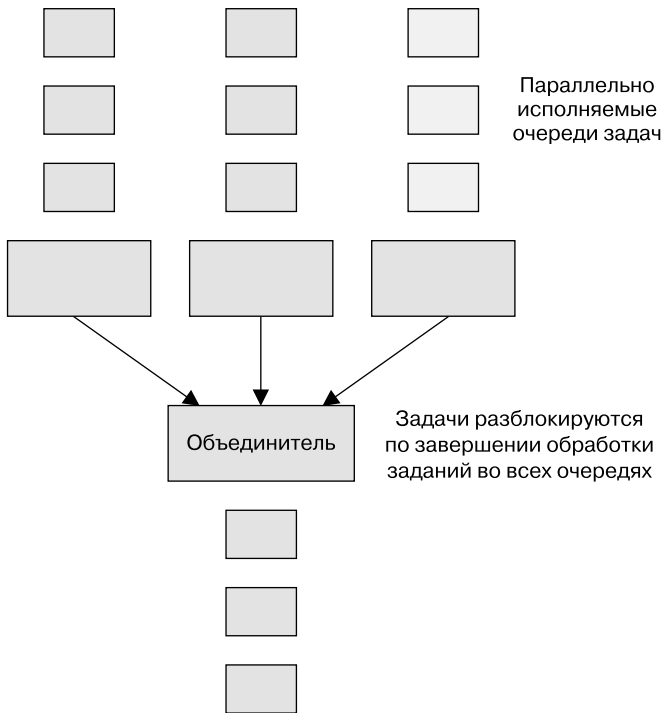 Параллельно
исполняемые
очереди задач
Объединитель
Задачи разблокируются
по завершении обработки
заданий во всех очередях